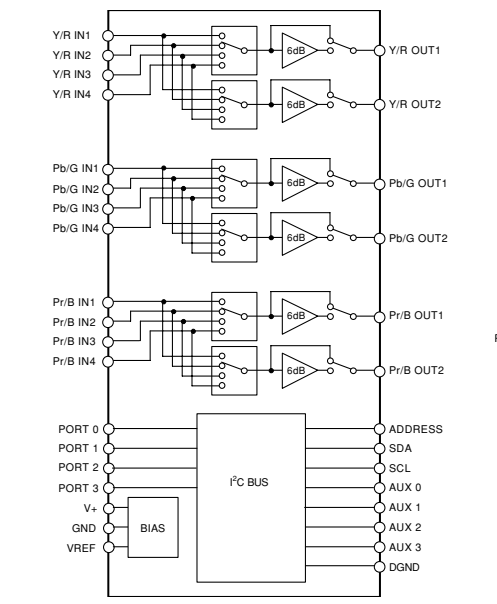 Y/R IN1
Y/R IN2
Y/R IN3
Y/R IN4
6dB
Y/R OUT1
6dB
Y/R OUT2
Pb/G IN1
Pb/G IN2
Pb/G IN3
Pb/G IN4
6dB
Pb/G OUT1
6dB
Pb/G OUT2
Pr/B IN1
Pr/B IN2
Pr/B IN3
Pr/B IN4
6dB
Pr/B OUT1
6dB
Pr/B OUT2
PORT 0
PORT 1
PORT 2
PORT 3
V+
GND
VREF
BIAS
I²C BUS
ADDRESS
SDA
SCL
AUX 0
AUX 1
AUX 2
AUX 3
DGND